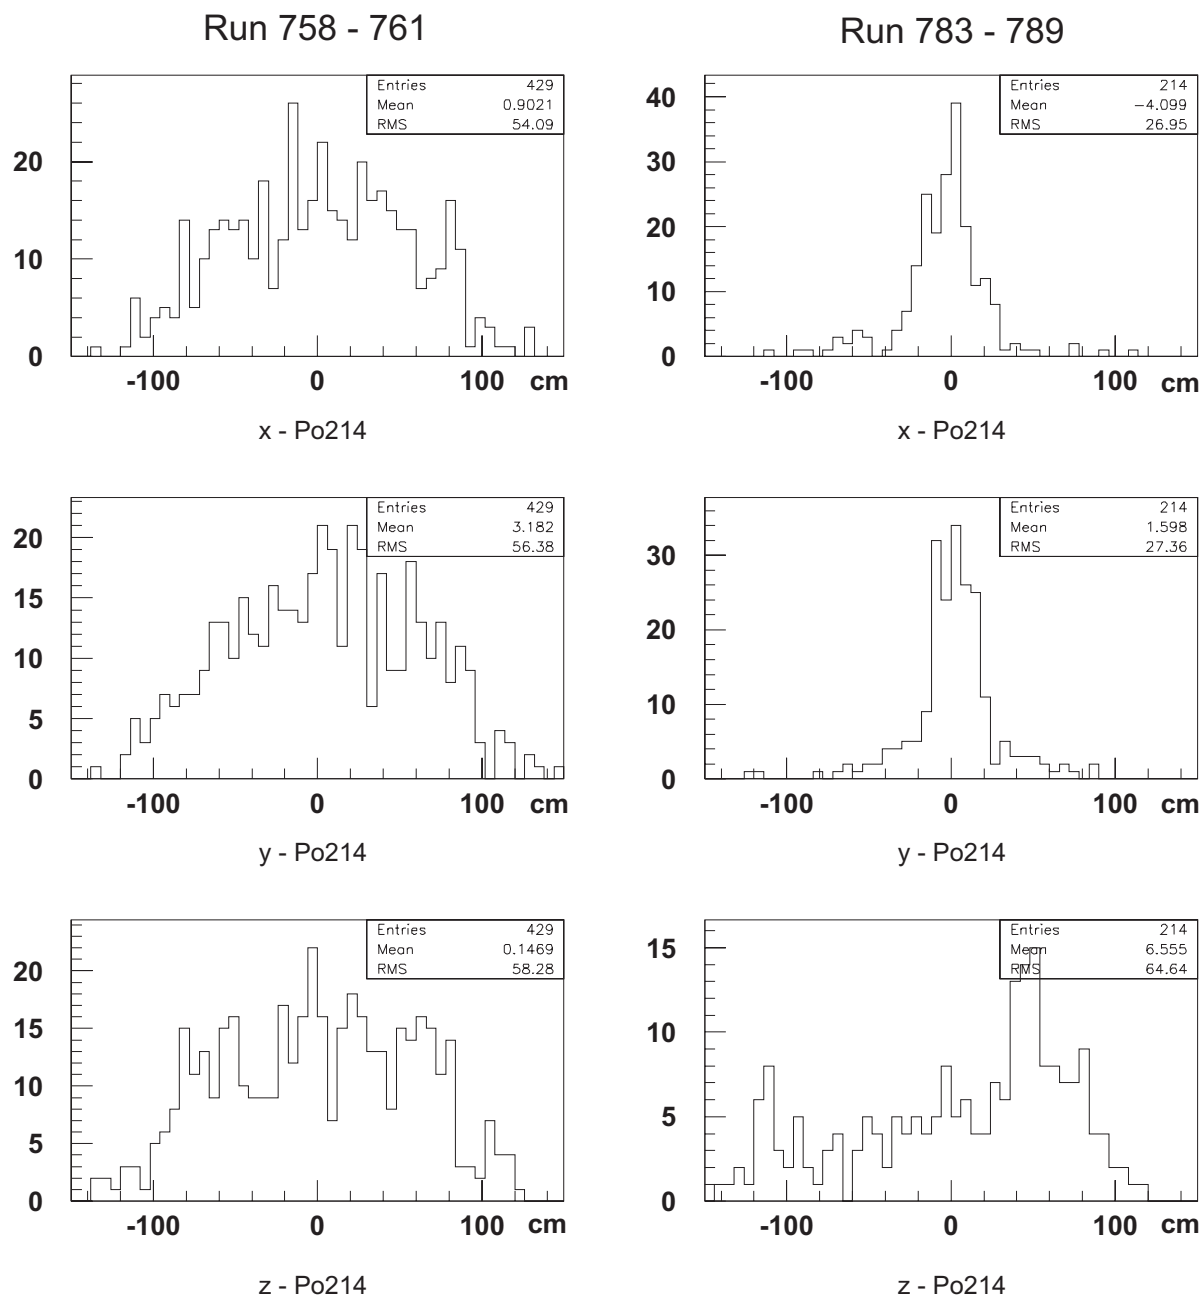 Run 758 - 761
Run 783 - 789
Entries 429
Mean 0.9021
RMS 54.09
20
10
0
-100 0 100 cm
x - Po214
Entries 214
Mean −4.099
RMS 26.95
40
30
20
10
0
-100 0 100 cm
x - Po214
Entries 429
Mean 3.182
RMS 56.38
20
15
10
5
0
-100 0 100 cm
y - Po214
Entries 214
Mean 1.598
RMS 27.36
30
20
10
0
-100 0 100 cm
y - Po214
Entries 429
Mean 0.1469
RMS 58.28
20
15
10
5
0
-100 0 100 cm
z - Po214
Entries 214
Mean 6.555
RMS 64.64
15
10
5
0
-100 0 100 cm
z - Po214